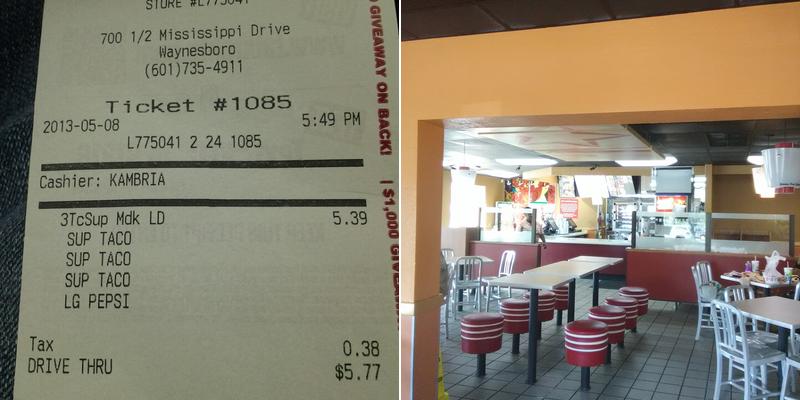 STORE #L775041
700 1/2 Mississippi Drive
Waynesboro
(601)735-4911
Ticket #1085
2013-05-08 5:49 PM
L775041 2 24 1085
Cashier: KAMBRIA
3TcSup Mdk LD 5.39
SUP TACO
SUP TACO
SUP TACO
LG PEPSI
Tax 0.38
DRIVE THRU $5.77
GIVEAWAY ON BACK! | $1,000